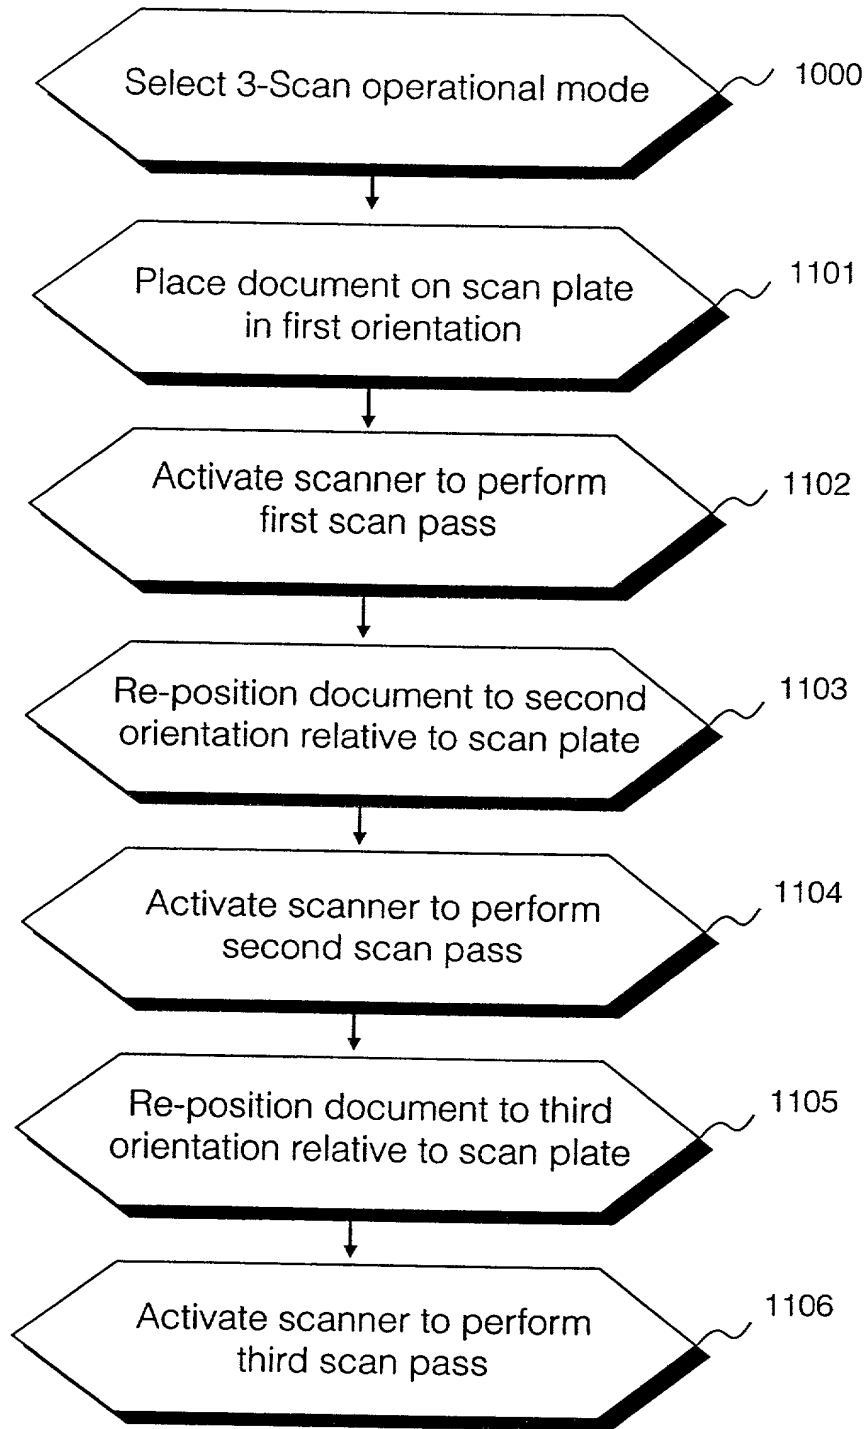 Select 3-Scan operational mode
1000
Place document on scan plate
in first orientation
1101
Activate scanner to perform
first scan pass
1102
Re-position document to second
orientation relative to scan plate
1103
Activate scanner to perform
second scan pass
1104
Re-position document to third
orientation relative to scan plate
1105
Activate scanner to perform
third scan pass
1106